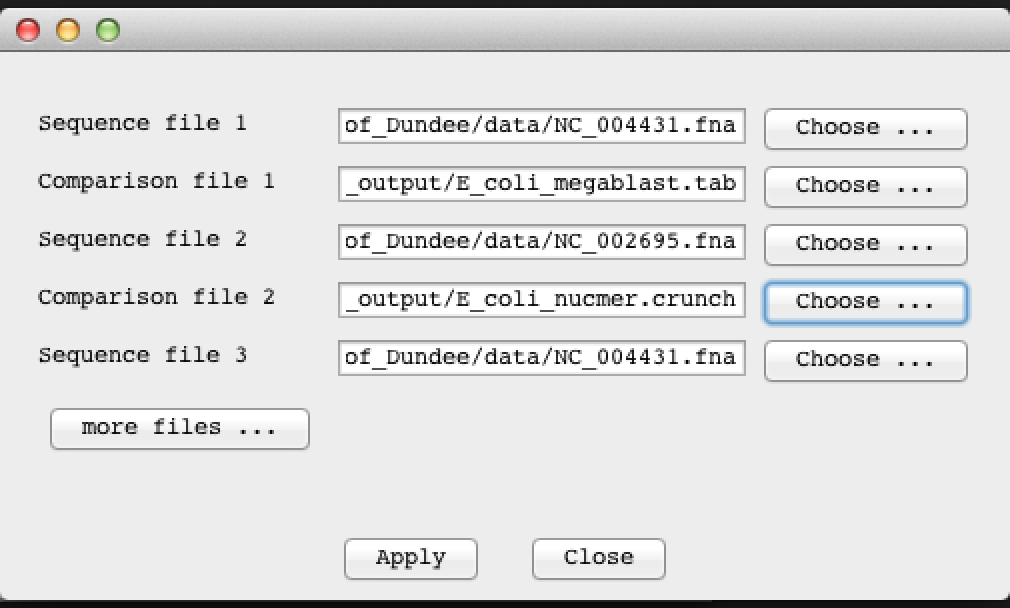 Sequence file 1 of_Dundee/data/NC_004431.fna Choose ...
Comparison file 1 _output/E_coli_megablast.tab Choose ...
Sequence file 2 of_Dundee/data/NC_002695.fna Choose ...
Comparison file 2 _output/E_coli_nucmer.crunch Choose ...
Sequence file 3 of_Dundee/data/NC_004431.fna Choose ...
more files ...
Apply Close